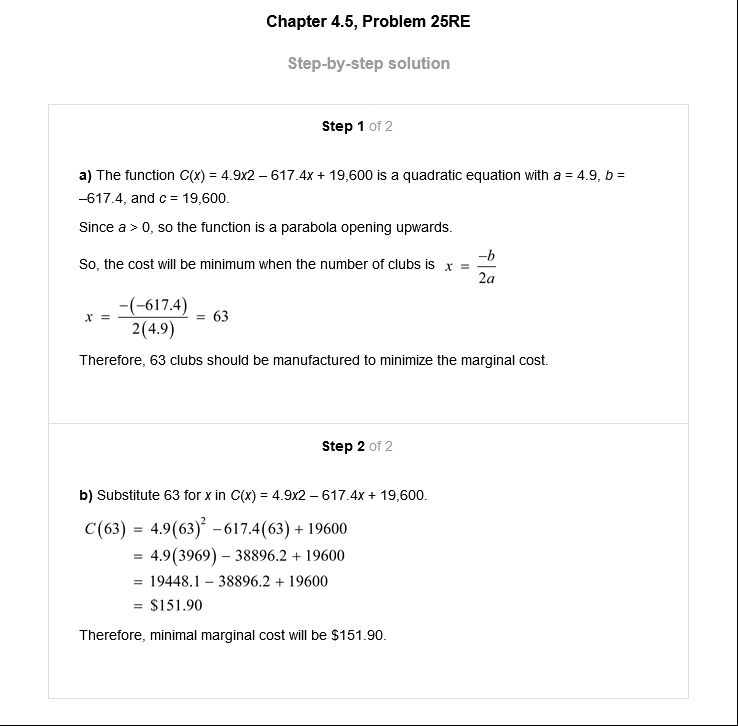 Chapter 4.5, Problem 25RE
Step-by-step solution
Step 1 of 2
a) The function C(x) = 4.9x2 – 617.4x + 19,600 is a quadratic equation with a = 4.9, b =
–617.4, and c = 19,600.
Since a > 0, so the function is a parabola opening upwards.
So, the cost will be minimum when the number of clubs is x = −b / 2a
x = −(−617.4) / 2(4.9) = 63
Therefore, 63 clubs should be manufactured to minimize the marginal cost.
Step 2 of 2
b) Substitute 63 for x in C(x) = 4.9x2 – 617.4x + 19,600.
C(63) = 4.9(63)² − 617.4(63) + 19600
= 4.9(3969) − 38896.2 + 19600
= 19448.1 − 38896.2 + 19600
= $151.90
Therefore, minimal marginal cost will be $151.90.